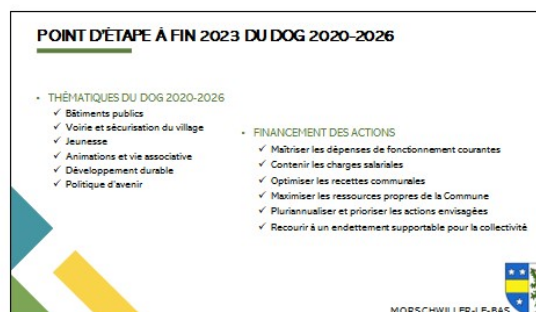 POINT D'ÉTAPE À FIN 2023 DU DOG 2020-2026
• THÉMATIQUES DU DOG 2020-2026
✓ Bâtiments publics
✓ Voirie et sécurisation du village
✓ Jeunesse
✓ Animations et vie associative
✓ Développement durable
✓ Politique d'avenir
• FINANCEMENT DES ACTIONS
✓ Maîtriser les dépenses de fonctionnement courantes
✓ Contenir les charges salariales
✓ Optimiser les recettes communales
✓ Maximiser les ressources propres de la Commune
✓ Pluriannualiser et prioriser les actions envisagées
✓ Recourir à un endettement supportable pour la collectivité
MORSCHWILLER-LE-BAS